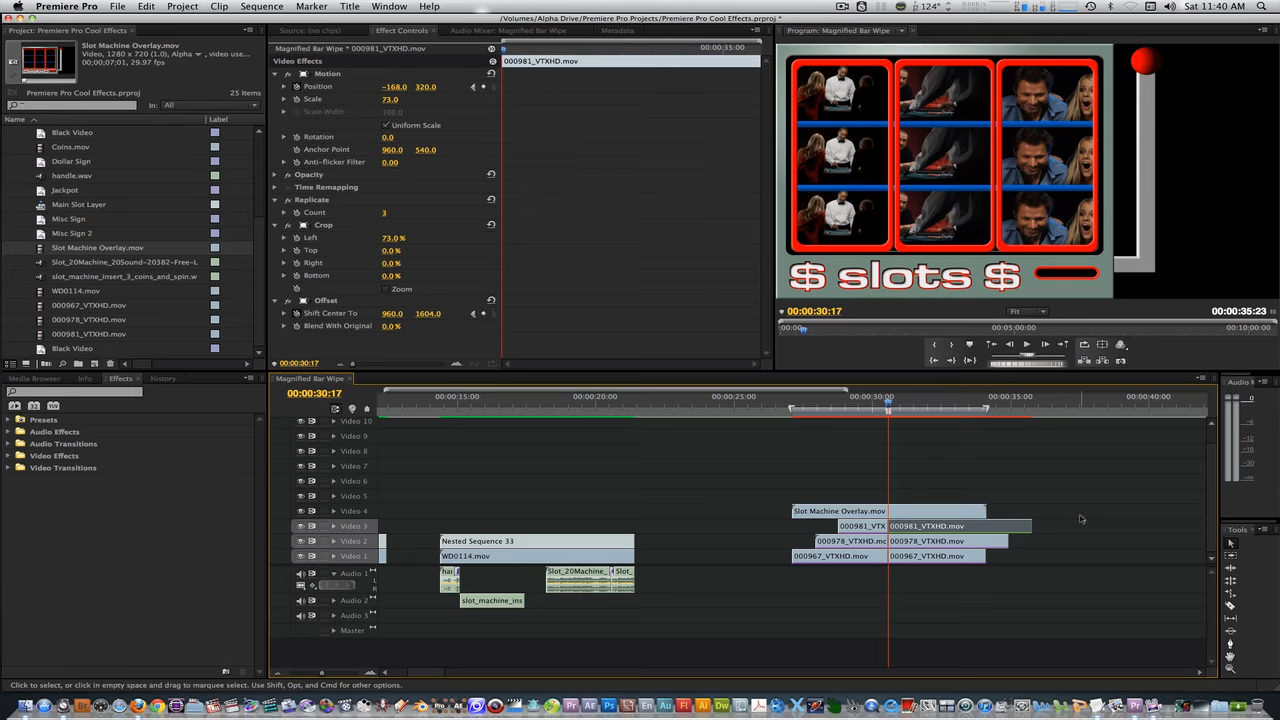 Premiere Pro File Edit Project Clip Sequence Marker Title Window Help 124° Sat 11:40 AM
/Volumes/Alpha Drive/Premiere Pro Projects/Premiere Pro Cool Effects.prproj *
Project: Premiere Pro Cool Effects
Slot Machine Overlay.mov
Video, 1280 x 720 (1.0), Alpha
, video use...
00:00:07;01, 29.97 fps
Premiere Pro Cool Effects.prproj 25 Items
In: All
Name Label
Black Video
Coins.mov
Dollar Sign
handle.wav
Jackpot
Main Slot Layer
Misc Sign
Misc Sign 2
Slot Machine Overlay.mov
Slot_20Machine_20Sound-20382-Free-L
slot_machine_insert_3_coins_and_spin.w
WD0114.mov
000967_VTXHD.mov
000978_VTXHD.mov
000981_VTXHD.mov
Black Video
Source: (no clips) Effect Controls Audio Mixer: Magnified Bar Wipe Metadata
Magnified Bar Wipe * 000981_VTXHD.mov 00:00:35:00
Video Effects 000981_VTXHD.mov
Motion
Position -168.0 320.0
Scale 73.0
Scale Width 100.0
Uniform Scale
Rotation 0.0
Anchor Point 960.0 540.0
Anti-flicker Filter 0.00
Opacity
Time Remapping
Replicate
Count 3
Crop
Left 73.0 %
Top 0.0 %
Right 0.0 %
Bottom 0.0 %
Zoom
Offset
Shift Center To 960.0 1604.0
Blend With Original 0.0 %
00:00:30:17
Program: Magnified Bar Wipe
$ slots $
00:00:30:17 Fit 00:00:35:23
:00:00 00:05:00:00 00:10:00:00
Media Browser Info Effects History
Presets
Audio Effects
Audio Transitions
Video Effects
Video Transitions
Magnified Bar Wipe
00:00:30:17
00:00:15:00 00:00:20:00 00:00:25:00 00:00:30:00 00:00:35:00 00:00:40:00
Video 10
Video 9
Video 8
Video 7
Video 6
Video 5
Video 4 Slot Machine Overlay.mov
Video 3 000981_VTX 000981_VTXHD.mov
Video 2 Nested Sequence 33 000978_VTXHD.mc 000978_VTXHD.mov
Video 1 WD0114.mov 000967_VTXHD.mov 000967_VTXHD.mov
Audio 1 hai Slot_20Machine_ Slot_
Audio 2 slot_machine_ins
Audio 3
Master
Audio M
0
-6
-12
-18
-30
Tools
Click to select, or click in empty space and drag to marquee select. Use Shift, Opt, and Cmd for other options.